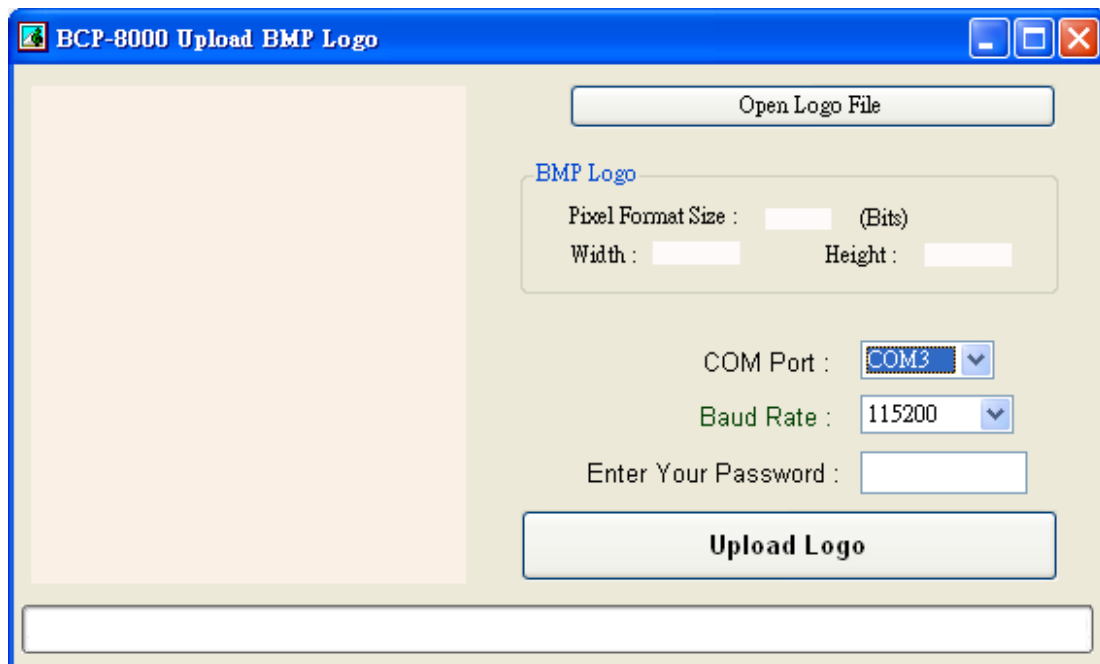 BCP-8000 Upload BMP Logo
Open Logo File
BMP Logo
Pixel Format Size : (Bits)
Width : Height :
COM Port : COM3
Baud Rate : 115200
Enter Your Password :
Upload Logo